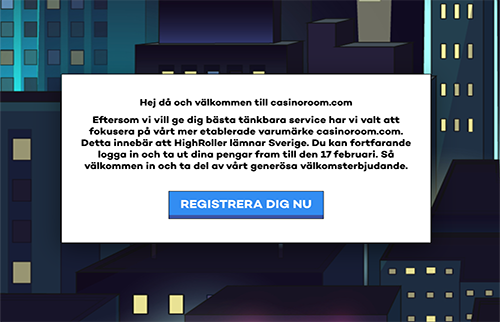 Hej då och välkommen till casinoroom.com
Eftersom vi vill ge dig bästa tänkbara service har vi valt att
fokusera på vårt mer etablerade varumärke casinoroom.com.
Detta innebär att HighRoller lämnar Sverige. Du kan fortfarande
logga in och ta ut dina pengar fram till den 17 februari. Så
välkommen in och ta del av vårt generösa välkomsterbjudande.
REGISTRERA DIG NU